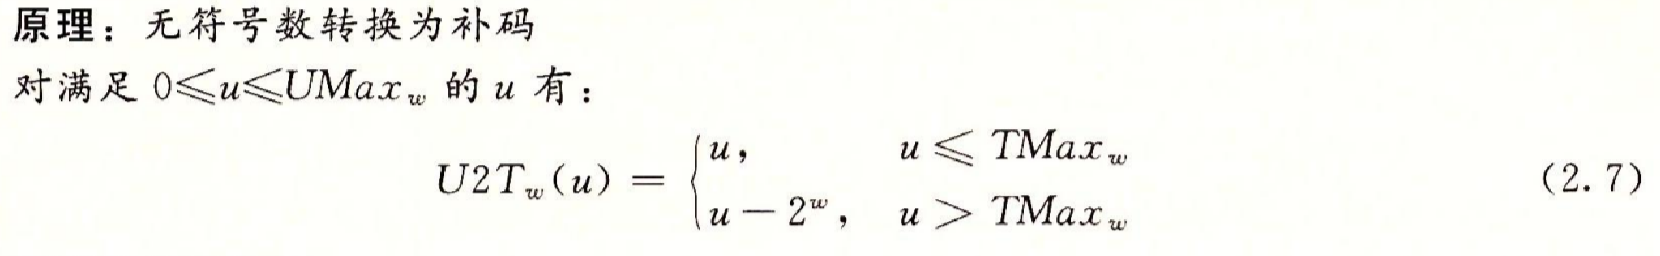 原理：无符号数转换为补码
对满足 0≤u≤UMax_w 的 u 有：
U2T_w(u) = { u, u ≤ TMax_w
u − 2^w, u > TMax_w (2.7)